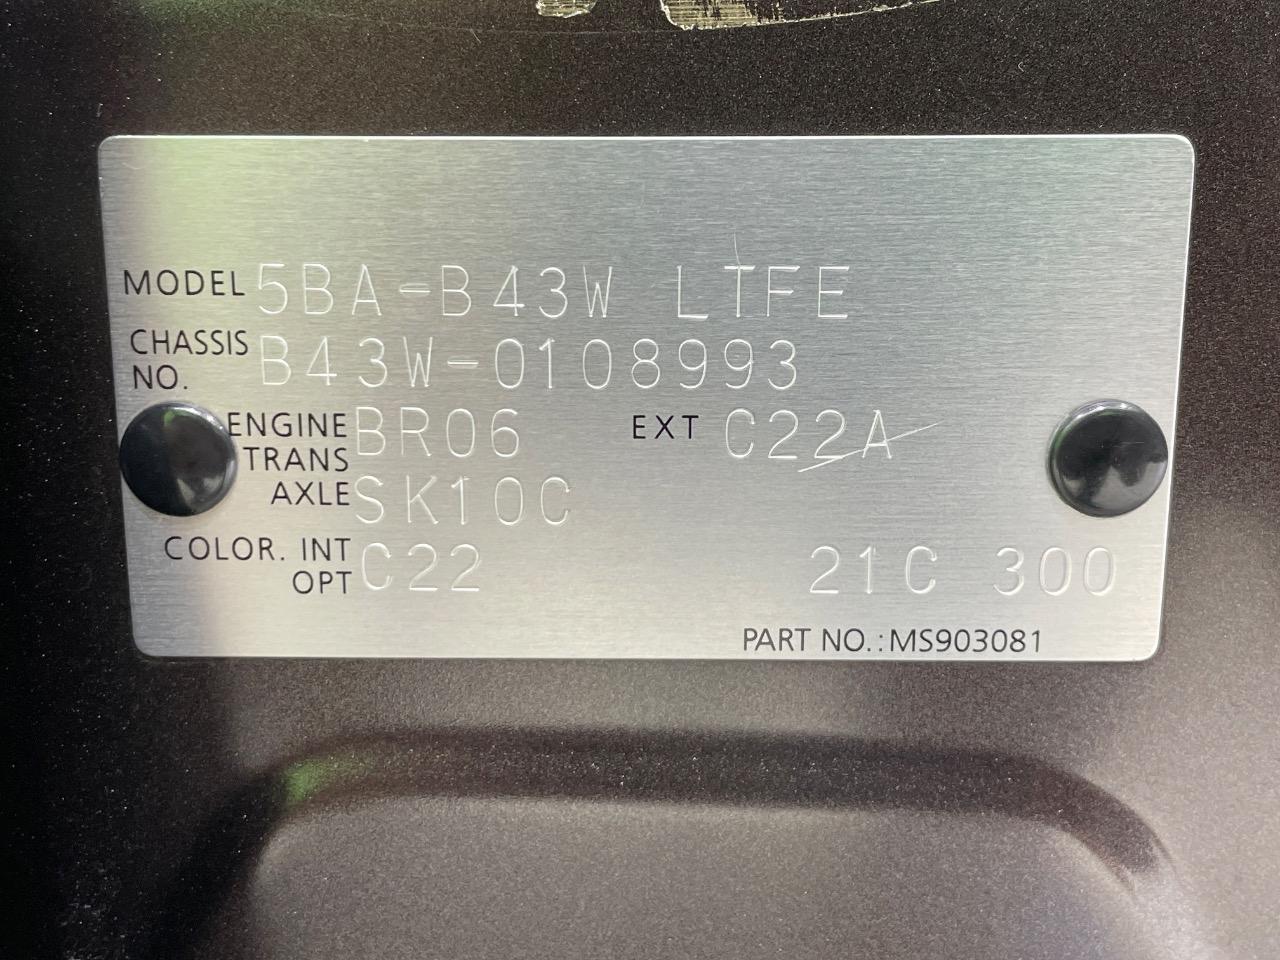 MODEL 5BA-B43W LTFE
CHASSIS NO. B43W-0108993
ENGINE BR06 EXT C22A
TRANS AXLE SK10C
COLOR. INT OPT C22 21C 300
PART NO.:MS903081